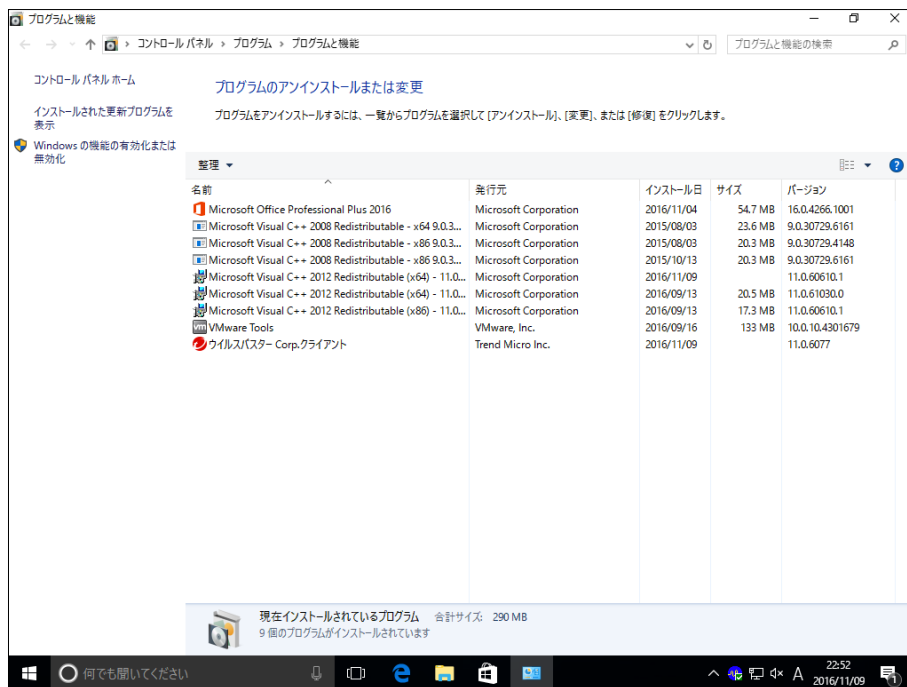 プログラムと機能
コントロール パネル › プログラム › プログラムと機能
プログラムと機能の検索
コントロール パネル ホーム
インストールされた更新プログラムを
表示
Windows の機能の有効化または
無効化
プログラムのアンインストールまたは変更
プログラムをアンインストールするには、一覧からプログラムを選択して [アンインストール]、[変更]、または [修復] をクリックします。
整理
名前 発行元 インストール日 サイズ バージョン
Microsoft Office Professional Plus 2016 Microsoft Corporation 2016/11/04 54.7 MB 16.0.4266.1001
Microsoft Visual C++ 2008 Redistributable - x64 9.0.3... Microsoft Corporation 2015/08/03 23.6 MB 9.0.30729.6161
Microsoft Visual C++ 2008 Redistributable - x86 9.0.3... Microsoft Corporation 2015/08/03 20.3 MB 9.0.30729.4148
Microsoft Visual C++ 2008 Redistributable - x86 9.0.3... Microsoft Corporation 2015/10/13 20.3 MB 9.0.30729.6161
Microsoft Visual C++ 2012 Redistributable (x64) - 11.0... Microsoft Corporation 2016/11/09 11.0.60610.1
Microsoft Visual C++ 2012 Redistributable (x64) - 11.0... Microsoft Corporation 2016/09/13 20.5 MB 11.0.61030.0
Microsoft Visual C++ 2012 Redistributable (x86) - 11.0... Microsoft Corporation 2016/09/13 17.3 MB 11.0.60610.1
vm VMware Tools VMware, Inc. 2016/09/16 133 MB 10.0.10.4301679
ウイルスバスター Corp.クライアント Trend Micro Inc. 2016/11/09 11.0.6077
現在インストールされているプログラム 合計サイズ: 290 MB
9 個のプログラムがインストールされています
何でも聞いてください
A
22:52
2016/11/09
1